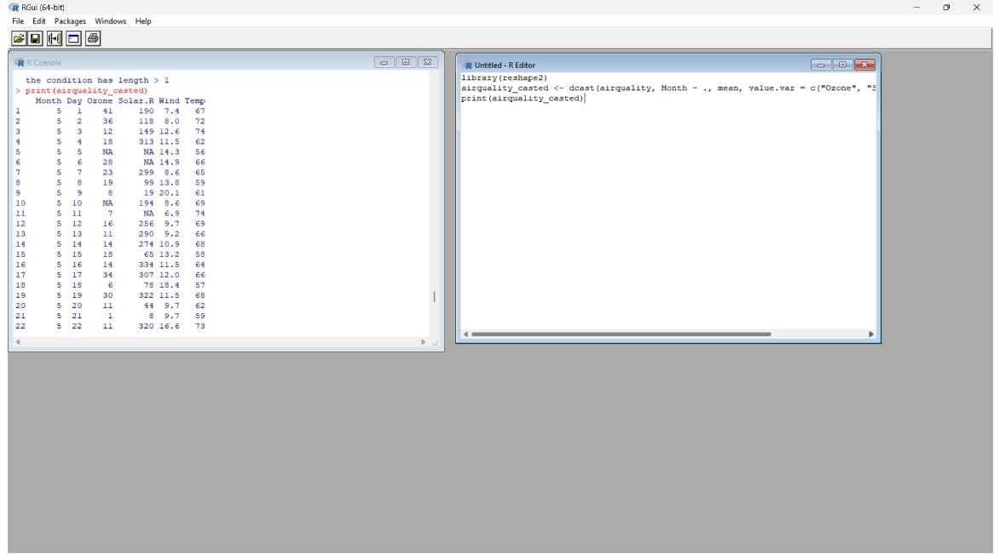 RGui (64-bit)
File Edit Packages Windows Help
R Console
the condition has length > 1
> print(airquality_casted)
Month Day Ozone Solar.R Wind Temp
1 5 1 41 190 7.4 67
2 5 2 36 118 8.0 72
3 5 3 12 149 12.6 74
4 5 4 18 313 11.5 62
5 5 5 NA NA 14.3 56
6 5 6 28 NA 14.9 66
7 5 7 23 299 8.6 65
8 5 8 19 99 13.8 59
9 5 9 8 19 20.1 61
10 5 10 NA 194 8.6 69
11 5 11 7 NA 6.9 74
12 5 12 16 256 9.7 69
13 5 13 11 290 9.2 66
14 5 14 14 274 10.9 68
15 5 15 18 65 13.2 58
16 5 16 14 334 11.5 64
17 5 17 34 307 12.0 66
18 5 18 6 78 18.4 57
19 5 19 30 322 11.5 68
20 5 20 11 44 9.7 62
21 5 21 1 8 9.7 59
22 5 22 11 320 16.6 73
Untitled - R Editor
library(reshape2)
airquality_casted <- dcast(airquality, Month ~ ., mean, value.var = c("Ozone", "S
print(airquality_casted)